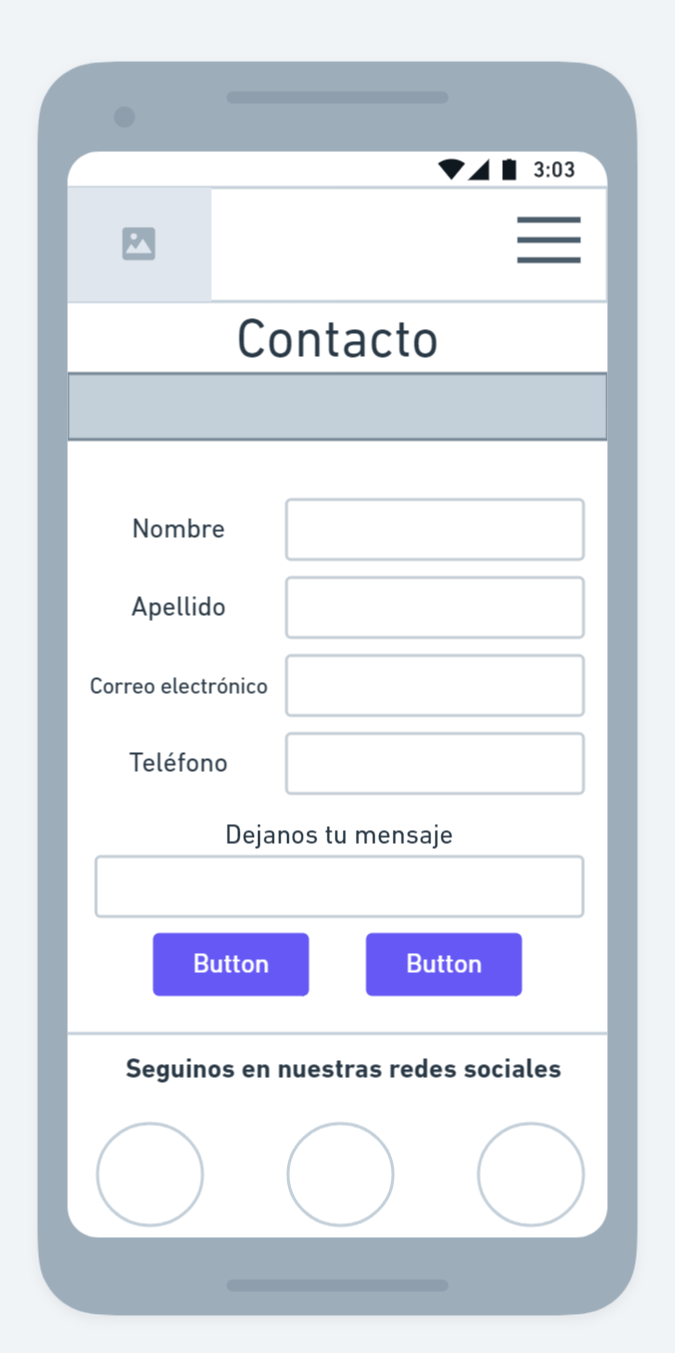 3:03
Contacto
Nombre
Apellido
Correo electrónico
Teléfono
Dejanos tu mensaje
Button Button
Seguinos en nuestras redes sociales